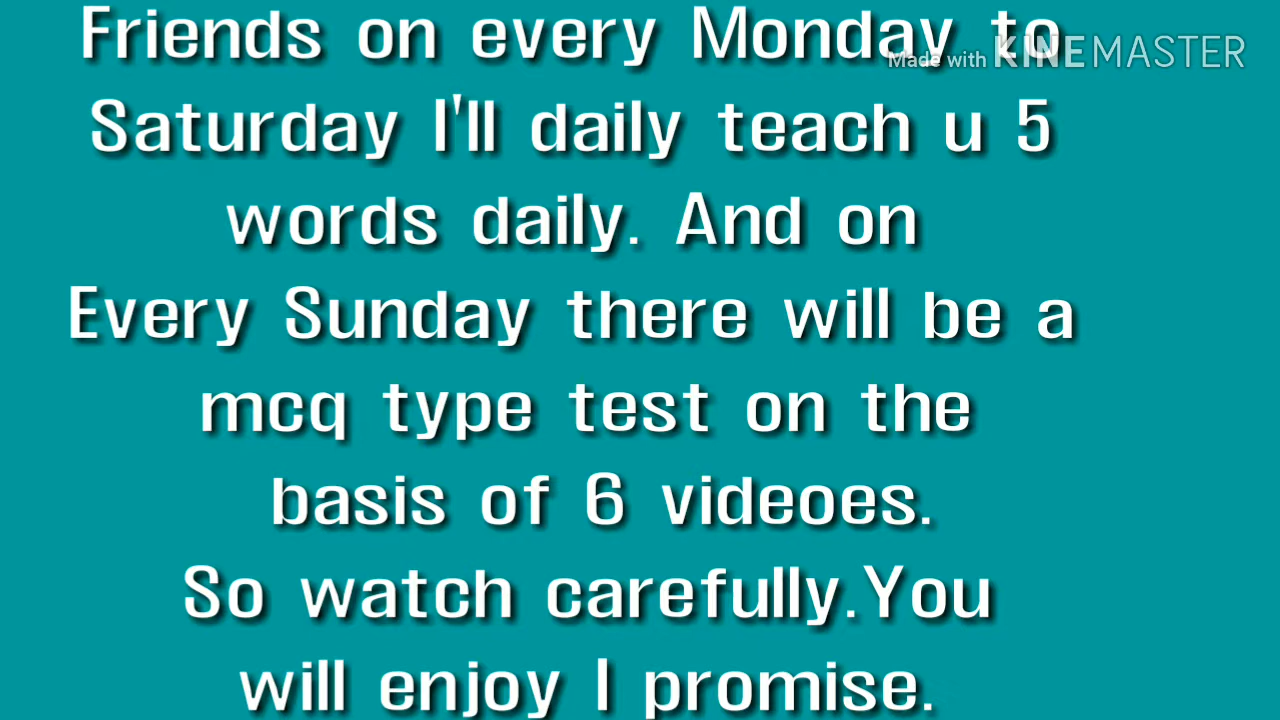 Friends on every Monday to
Made with KINEMASTER
Saturday I'll daily teach u 5
words daily. And on
Every Sunday there will be a
mcq type test on the
basis of 6 videoes.
So watch carefully.You
will enjoy I promise.